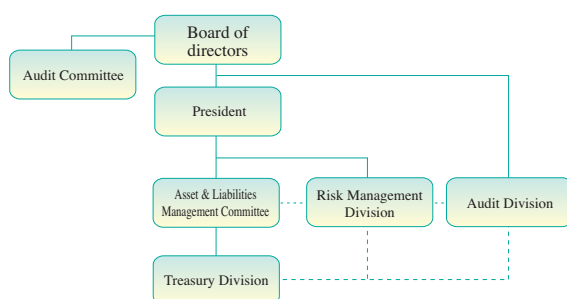 Board of
directors
Audit Committee
President
Asset & Liabilities
Management Committee
Risk Management
Division
Audit Division
Treasury Division